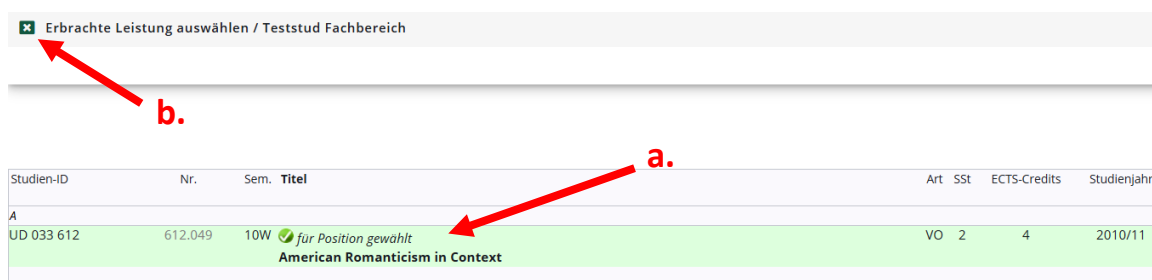 Erbrachte Leistung auswählen / Teststud Fachbereich
b.
a.
Studien-ID Nr. Sem. Titel Art SSt ECTS-Credits Studienjahr
A
UD 033 612 612.049 10W für Position gewählt VO 2 4 2010/11
American Romanticism in Context